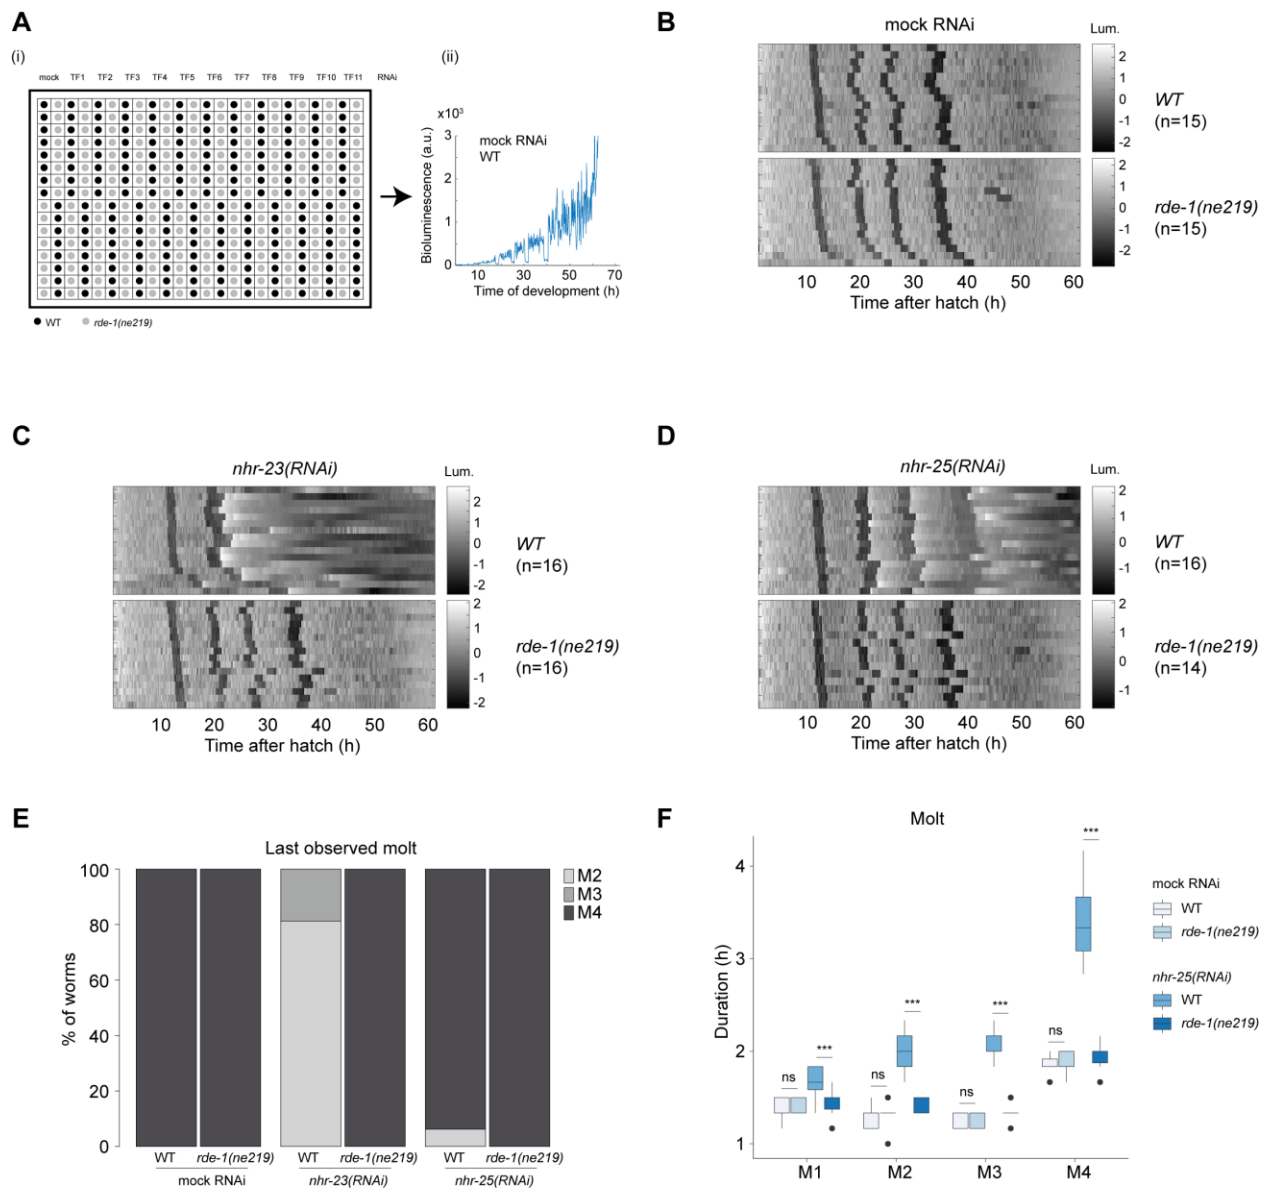 A
(i)
mock TF1 TF2 TF3 TF4 TF5 TF6 TF7 TF8 TF9 TF10 TF11 RNAi
WT rde-1(ne219)
(ii)
x10³
mock RNAi
WT
Bioluminescence (a.u.)
3
2
1
0
10 30 50 70
Time of development (h)
B
mock RNAi
Lum.
2
1
0
-1
-2
WT
(n=15)
2
1
0
-1
-2
rde-1(ne219)
(n=15)
10 20 30 40 50 60
Time after hatch (h)
C
nhr-23(RNAi)
Lum.
2
1
0
-1
-2
WT
(n=16)
2
1
0
-1
-2
rde-1(ne219)
(n=16)
10 20 30 40 50 60
Time after hatch (h)
D
nhr-25(RNAi)
Lum.
2
1
0
-1
WT
(n=16)
2
1
0
-1
rde-1(ne219)
(n=14)
10 20 30 40 50 60
Time after hatch (h)
E
Last observed molt
% of worms
100
80
60
40
20
0
M2
M3
M4
WT rde-1(ne219) WT rde-1(ne219) WT rde-1(ne219)
mock RNAi nhr-23(RNAi) nhr-25(RNAi)
F
Molt
Duration (h)
4
3
2
1
ns *** ns *** ns *** ns ***
M1 M2 M3 M4
mock RNAi
WT
rde-1(ne219)
nhr-25(RNAi)
WT
rde-1(ne219)